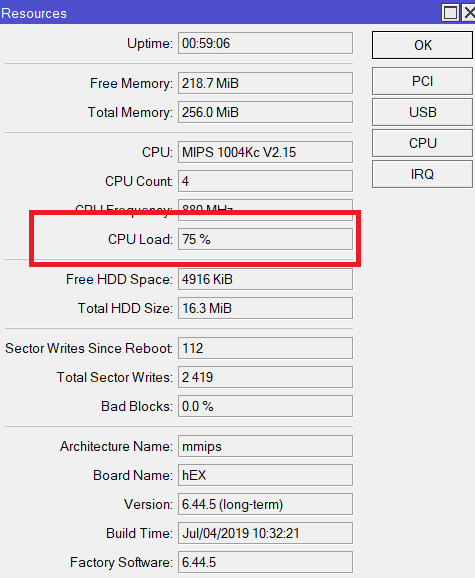 Resources
Uptime: 00:59:06 OK
Free Memory: 218.7 MiB PCI
Total Memory: 256.0 MiB USB
CPU: MIPS 1004Kc V2.15 CPU
CPU Count: 4 IRQ
CPU Frequency: 880 MHz
CPU Load: 75 %
Free HDD Space: 4916 KiB
Total HDD Size: 16.3 MiB
Sector Writes Since Reboot: 112
Total Sector Writes: 2 419
Bad Blocks: 0.0 %
Architecture Name: mmips
Board Name: hEX
Version: 6.44.5 (long-term)
Build Time: Jul/04/2019 10:32:21
Factory Software: 6.44.5